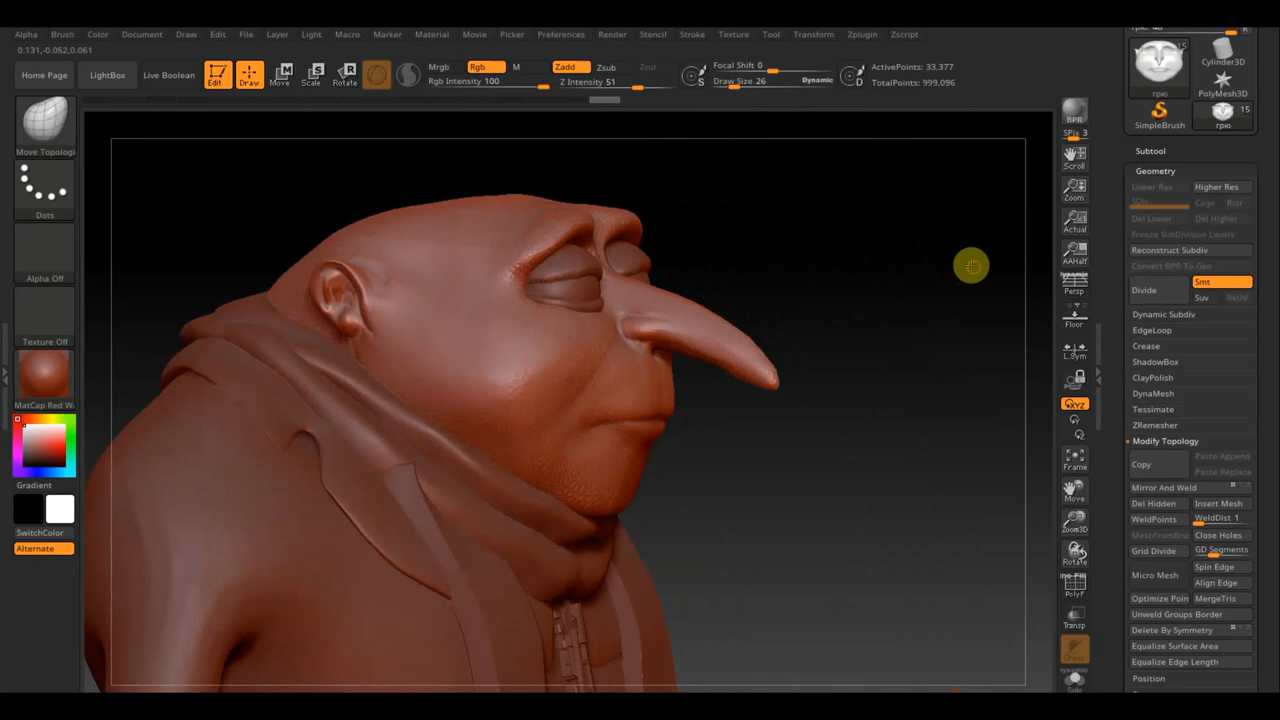 Alpha Brush Color Document Draw Edit File Layer Light Macro Marker Material Movie Picker Preferences Render Stencil Stroke Texture Tool Transform Zplugin Zscript
0.131,-0.052,0.061
Home Page LightBox Live Boolean Edit Draw Move Scale Rotate
Mrgb Rgb M Zadd Zsub Zcut
Rgb Intensity 100 Z Intensity 51
Focal Shift 0
Draw Size 26 Dynamic
ActivePoints: 33,377
TotalPoints: 999,096
S
D
Move Topologi
Dots
Alpha Off
Texture Off
MatCap Red W
Gradient
SwitchColor
Alternate
BPR
SPix 3
Scroll
Zoom
Actual
AAHalf
Persp
Floor
L.Sym
XYZ
Frame
Move
Zoom3D
Rotate
PolyF
Transp
Solo
15
грю
Cylinder3D
PolyMesh3D
SimpleBrush
15
грю
Subtool
Geometry
Lower Res Higher Res
SDiv Cage Rstr
Del Lower Del Higher
Freeze SubDivision Levels
Reconstruct Subdiv
Convert BPR To Geo
Divide Smt
Suv ReUV
Dynamic Subdiv
EdgeLoop
Crease
ShadowBox
ClayPolish
DynaMesh
Tessimate
ZRemesher
Modify Topology
Copy Paste Append
Paste Replace
Mirror And Weld
Del Hidden Insert Mesh
WeldPoints WeldDist 1
MeshFromBru Close Holes
Grid Divide GD Segments
Micro Mesh Spin Edge
Align Edge
Optimize Poin MergeTris
Unweld Groups Border
Delete By Symmetry
Equalize Surface Area
Equalize Edge Length
Position